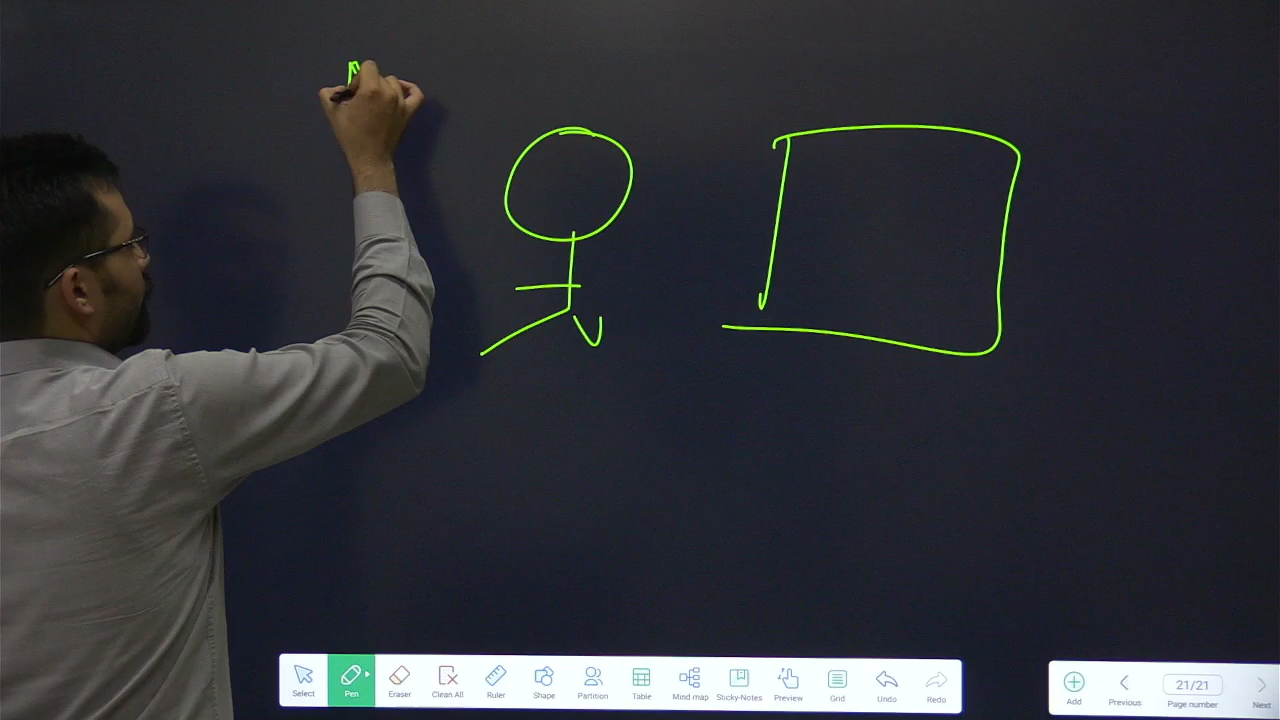 Select Pen Eraser Clean All Ruler Shape Partition Table Mind map Sticky-Notes Preview Grid Undo Redo
Add Previous 21/21 Page number Next